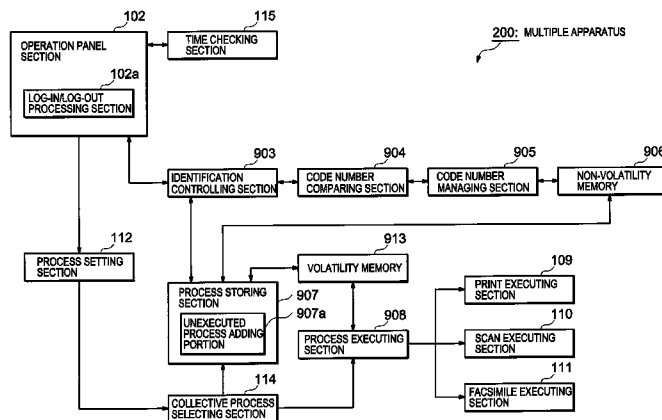 102
115
OPERATION PANEL
SECTION
TIME CHECKING
SECTION
200: MULTIPLE APPARATUS
102a
LOG-IN/LOG-OUT
PROCESSING SECTION
903
904
905
906
IDENTIFICATION
CONTROLLING SECTION
CODE NUMBER
COMPARING SECTION
CODE NUMBER
MANAGING SECTION
NON-VOLATILITY
MEMORY
112
PROCESS SETTING
SECTION
913
VOLATILITY MEMORY
109
PRINT EXECUTING
SECTION
PROCESS STORING
SECTION
907
907a
UNEXECUTED
PROCESS ADDING
PORTION
908
PROCESS EXECUTING
SECTION
110
SCAN EXECUTING
SECTION
114
COLLECTIVE PROCESS
SELECTING SECTION
111
FACSIMILE EXECUTING
SECTION